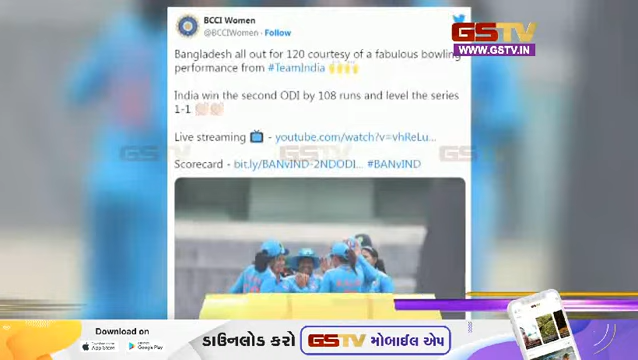 BCCI Women
@BCCIWomen · Follow
GSTV
WWW.GSTV.IN
Bangladesh all out for 120 courtesy of a fabulous bowling
performance from #TeamIndia 🙌🙌
India win the second ODI by 108 runs and level the series
1-1 💯💯
Live streaming 📺 - youtube.com/watch?v=vhReLu...
GSTV GSTV GSTV
Scorecard - bit.ly/BANvIND-2NDODI... #BANvIND
Download on
App Store
Google Play
ડાઉનલોડ કરો GSTV મોબાઈલ એપ